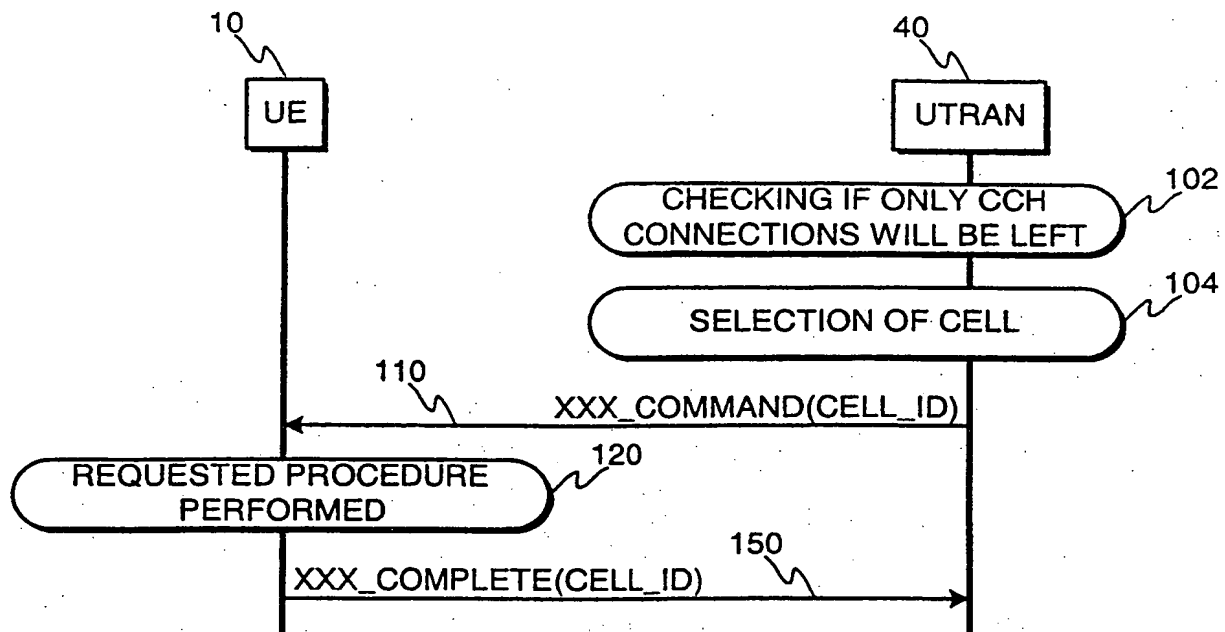 10
40
UE
UTRAN
102
CHECKING IF ONLY CCH
CONNECTIONS WILL BE LEFT
104
SELECTION OF CELL
110
XXX_COMMAND(CELL_ID)
120
REQUESTED PROCEDURE
PERFORMED
150
XXX_COMPLETE(CELL_ID)